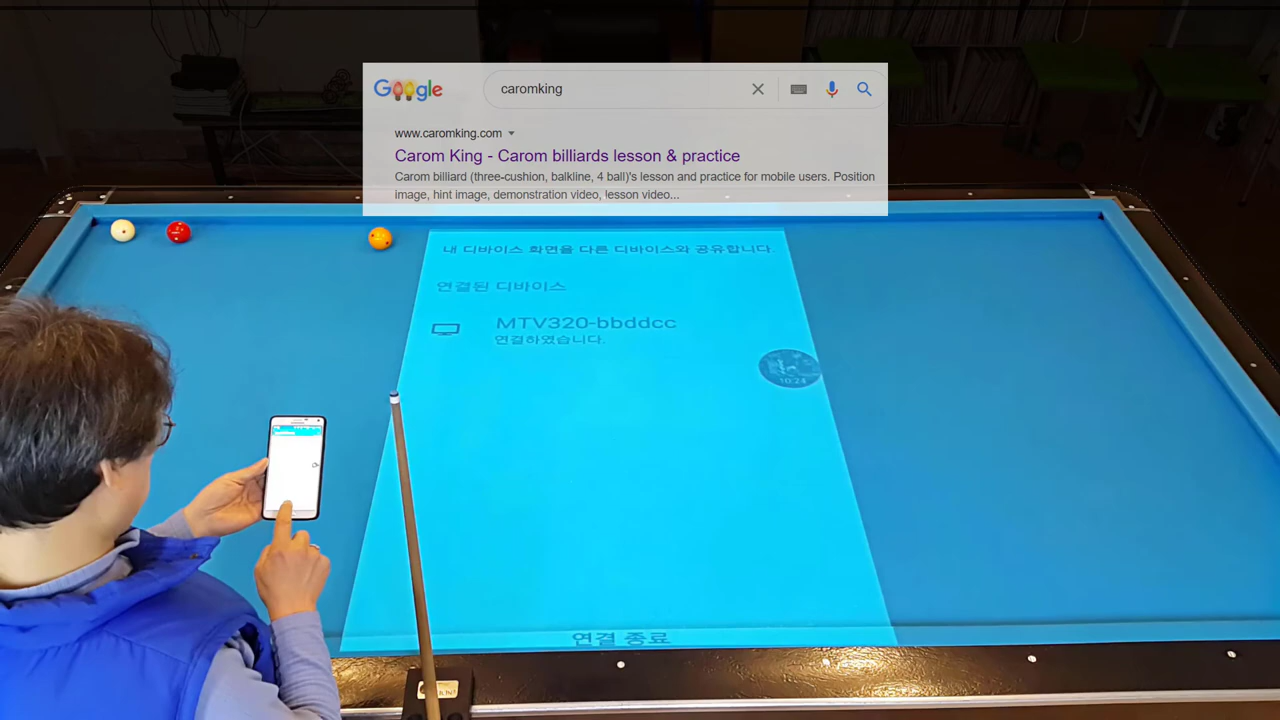 Google
caromking
www.caromking.com
Carom King - Carom billiards lesson & practice
Carom billiard (three-cushion, balkline, 4 ball)'s lesson and practice for mobile users. Position
image, hint image, demonstration video, lesson video...
내 디바이스 화면을 다른 디바이스와 공유합니다.
연결된 디바이스
MTV320-bbddcc
연결하였습니다.
10:24
연결 종료